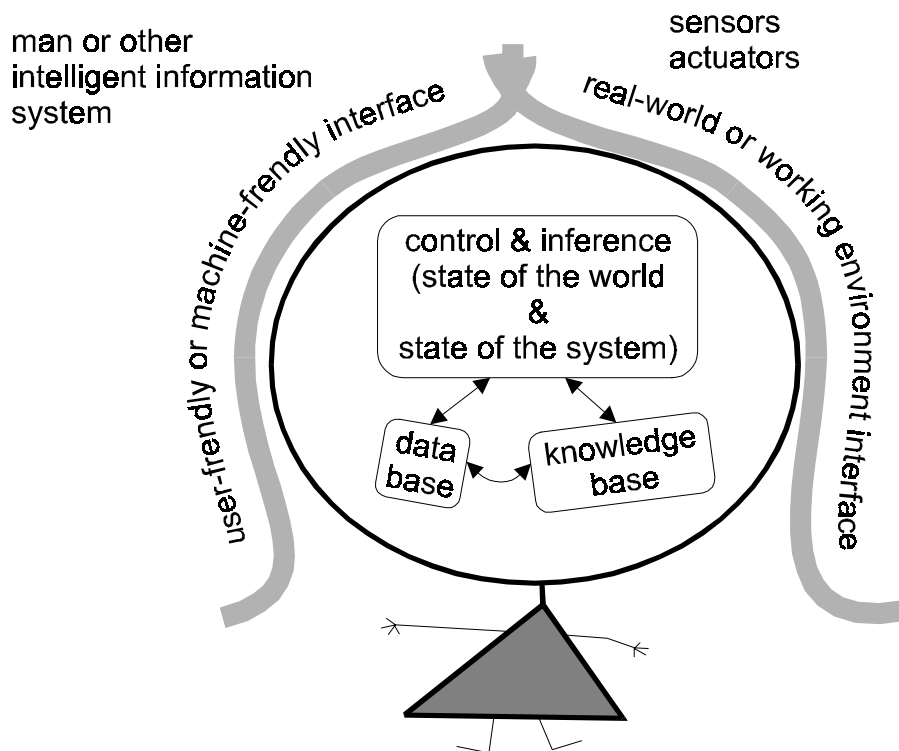 man or other
intelligent information
system
sensors
actuators
user-frendly or machine-frendly interface
real-world or working environment interface
control & inference
(state of the world
&
state of the system)
data
base
knowledge
base